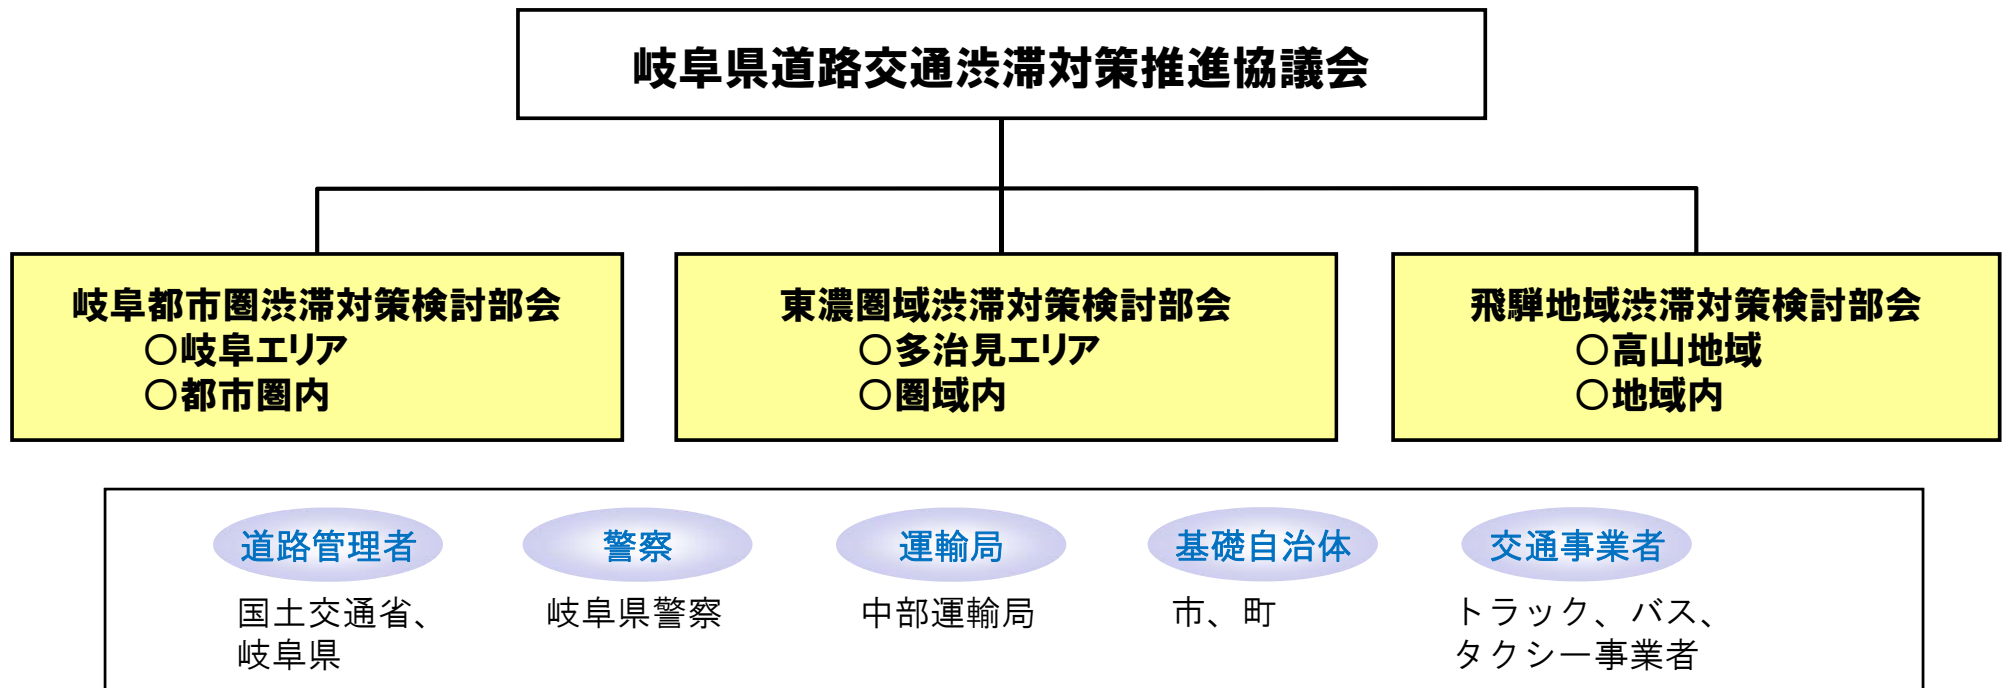 岐阜県道路交通渋滞対策推進協議会
岐阜都市圏渋滞対策検討部会
○岐阜エリア
○都市圏内
東濃圏域渋滞対策検討部会
○多治見エリア
○圏域内
飛騨地域渋滞対策検討部会
○高山地域
○地域内
道路管理者
国土交通省、
岐阜県
警察
岐阜県警察
運輸局
中部運輸局
基礎自治体
市、町
交通事業者
トラック、バス、
タクシー事業者